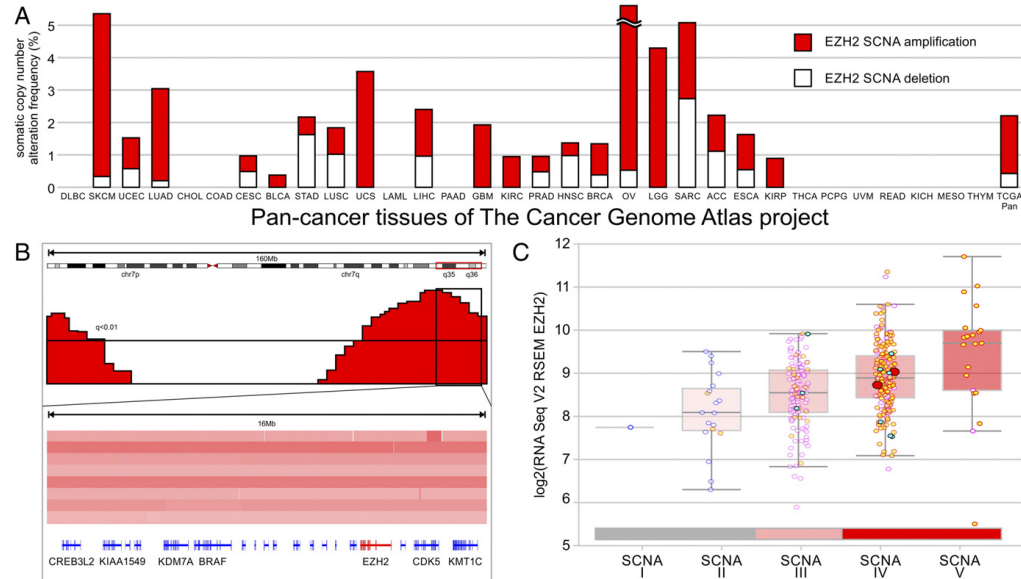 A
somatic copy number
alteration frequency (%)
5
4
3
2
1
0
EZH2 SCNA amplification
EZH2 SCNA deletion
DLBC SKCM UCEC LUAD CHOL COAD CESC BLCA STAD LUSC UCS LAML LIHC PAAD GBM KIRC PRAD HNSC BRCA OV LGG SARC ACC ESCA KIRP THCA PCPG UVM READ KICH MESO THYM TCGA
Pan
Pan-cancer tissues of The Cancer Genome Atlas project
B
160Mb
chr7p chr7q q35 q36
q<0.01
16Mb
CREB3L2 KIAA1549 KDM7A BRAF EZH2 CDK5 KMT1C
C
log2(RNA Seq V2 RSEM EZH2)
12
11
10
9
8
7
6
5
SCNA SCNA SCNA SCNA SCNA
I II III IV V